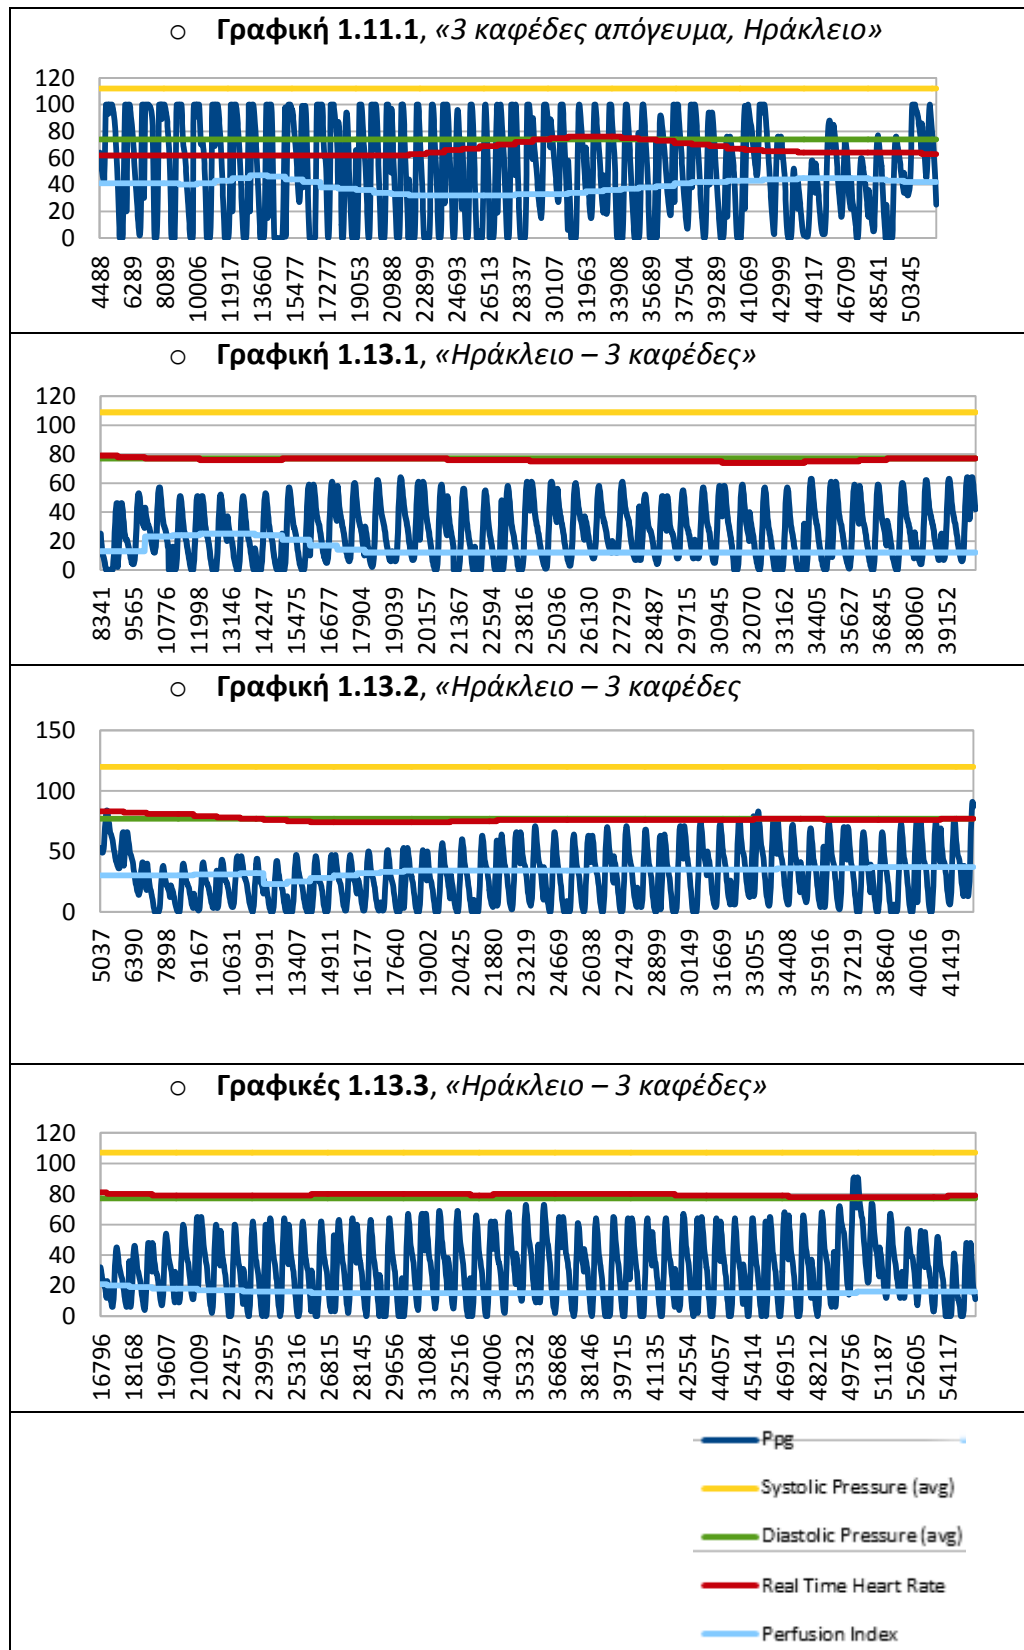 ○ Γραφική 1.11.1, «3 καφέδες απόγευμα, Ηράκλειο»
120
100
80
60
40
20
0
4488 6289 8089 10006 11917 13660 15477 17277 19053 20988 22899 24693 26513 28337 30107 31963 33908 35689 37504 39289 41069 42999 44917 46709 48541 50345
○ Γραφική 1.13.1, «Ηράκλειο – 3 καφέδες»
120
100
80
60
40
20
0
8341 9565 10776 11998 13146 14247 15475 16677 17904 19039 20157 21367 22594 23816 25036 26130 27279 28487 29715 30945 32070 33162 34405 35627 36845 38060 39152
○ Γραφική 1.13.2, «Ηράκλειο – 3 καφέδες
150
100
50
0
5037 6390 7898 9167 10631 11991 13407 14911 16277 17640 19002 20425 21880 23219 24669 26038 27429 28899 30149 31669 33055 34408 35916 37219 38640 40016 41419
○ Γραφικές 1.13.3, «Ηράκλειο – 3 καφέδες»
120
100
80
60
40
20
0
16796 18168 19607 21009 22457 23995 25316 26815 28145 29656 31084 32516 34006 35332 36868 38146 39715 41135 42554 44057 45414 46915 48212 49756 51187 52605 54117
Ppg
Systolic Pressure (avg)
Diastolic Pressure (avg)
Real Time Heart Rate
Perfusion Index